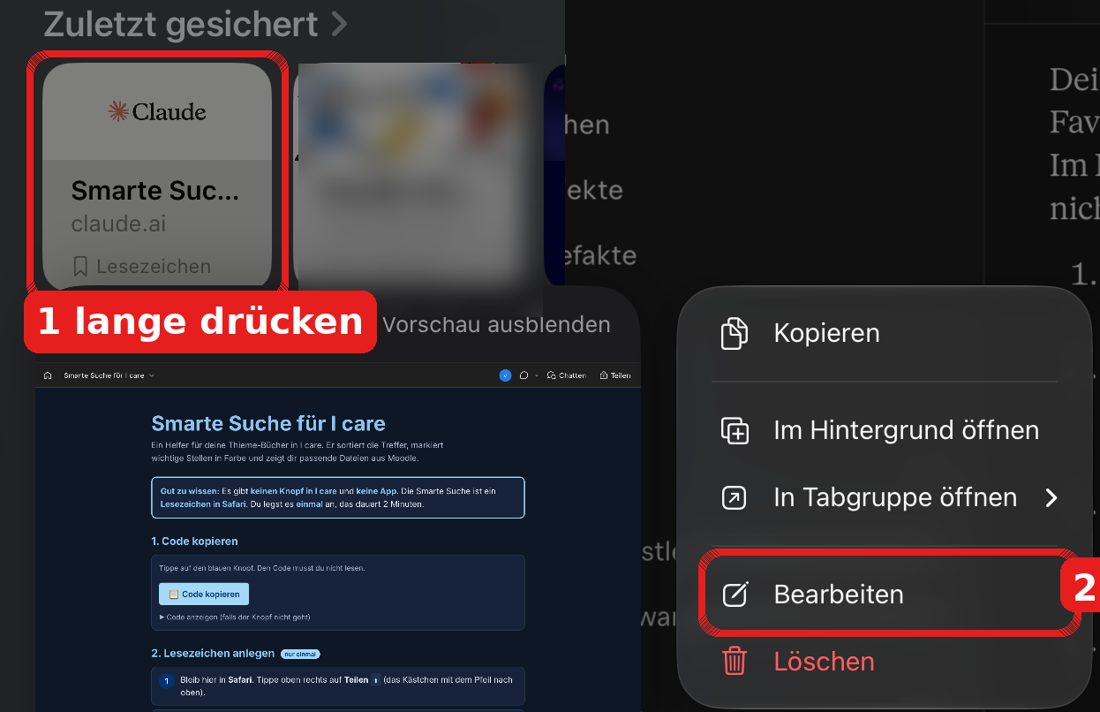 Zuletzt gesichert
Claude
Smarte Suc...
claude.ai
Lesezeichen
1 lange drücken
Vorschau ausblenden
Smarte Suche für I care
Chatten
Teilen
Smarte Suche für I care
Ein Helfer für deine Thieme-Bücher in I care. Er sortiert die Treffer, markiert
wichtige Stellen in Farbe und zeigt dir passende Dateien aus Moodle.
Gut zu wissen: Es gibt keinen Knopf in I care und keine App. Die Smarte Suche ist ein
Lesezeichen in Safari. Du legst es einmal an, das dauert 2 Minuten.
1. Code kopieren
Tippe auf den blauen Knopf. Den Code musst du nicht lesen.
Code kopieren
Code anzeigen (falls der Knopf nicht geht)
2. Lesezeichen anlegen nur einmal
1 Bleib hier in Safari. Tippe oben rechts auf Teilen (das Kästchen mit dem Pfeil nach
oben).
hen
ekte
efakte
Dei
Fav
Im
nich
1.
Kopieren
Im Hintergrund öffnen
In Tabgruppe öffnen
Bearbeiten
2
Löschen